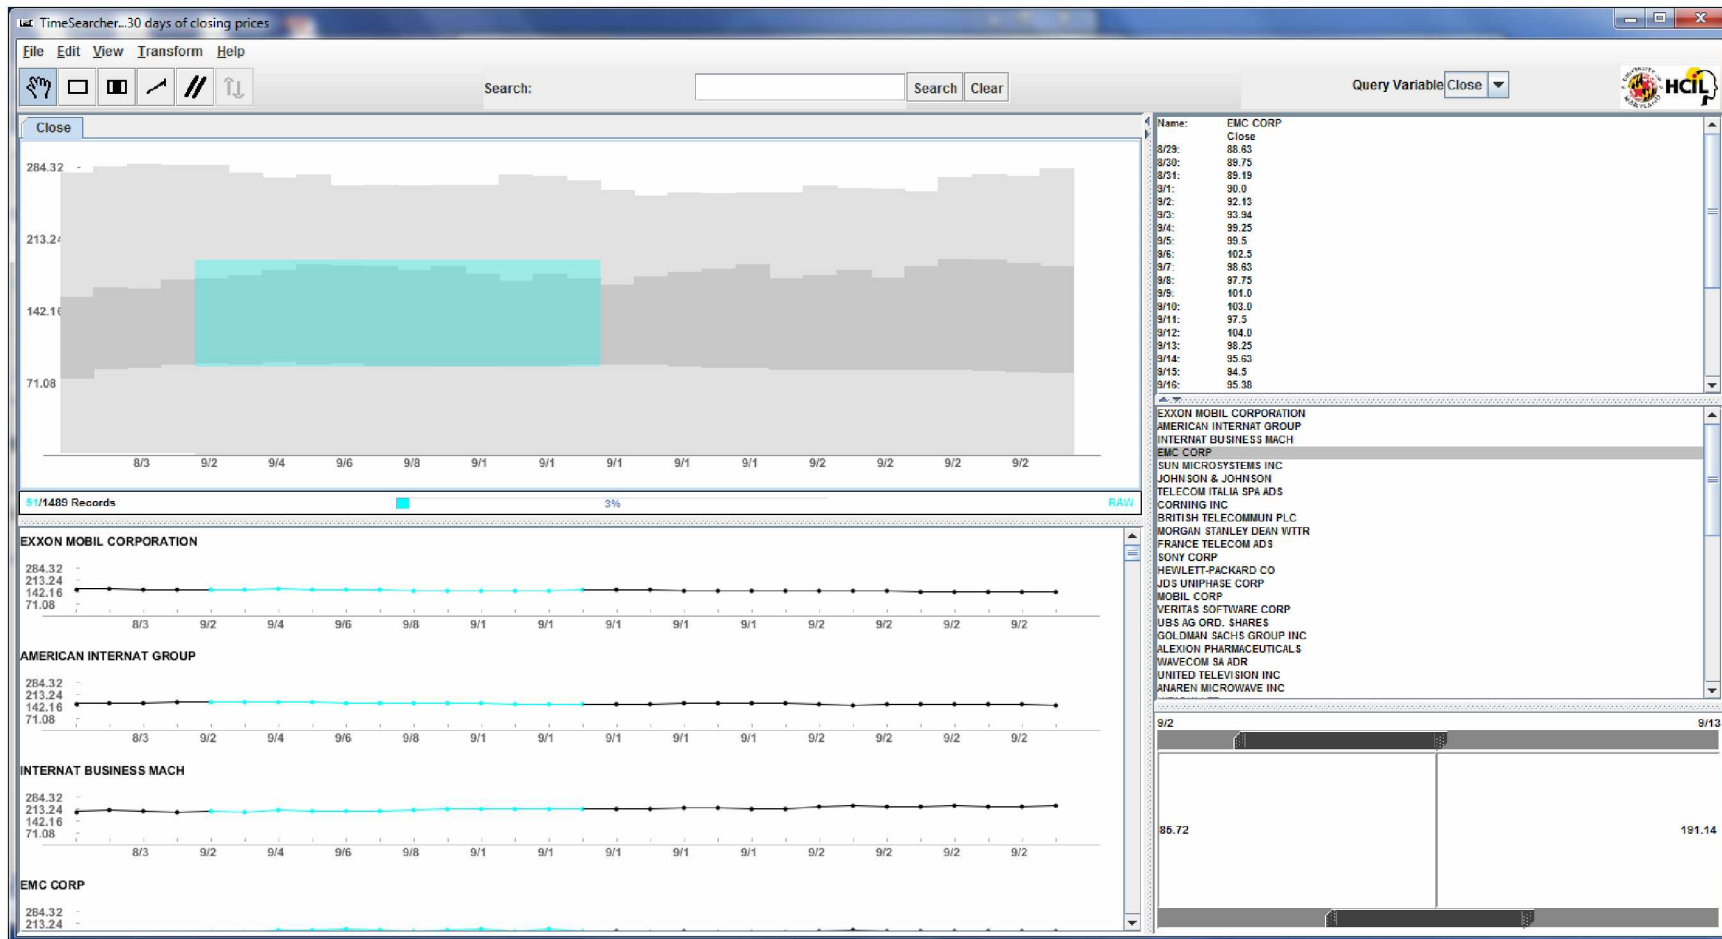 TimeSearcher...30 days of closing prices
File Edit View Transform Help
Search: Search Clear
Query Variable Close
HCIL
Close
284.32
213.24
142.16
71.08
8/3 9/2 9/4 9/6 9/8 9/1 9/1 9/1 9/1 9/1 9/2 9/2 9/2 9/2
51/1489 Records 3% RAW
EXXON MOBIL CORPORATION
284.32
213.24
142.16
71.08
8/3 9/2 9/4 9/6 9/8 9/1 9/1 9/1 9/1 9/1 9/2 9/2 9/2 9/2
AMERICAN INTERNAT GROUP
284.32
213.24
142.16
71.08
8/3 9/2 9/4 9/6 9/8 9/1 9/1 9/1 9/1 9/1 9/2 9/2 9/2 9/2
INTERNAT BUSINESS MACH
284.32
213.24
142.16
71.08
8/3 9/2 9/4 9/6 9/8 9/1 9/1 9/1 9/1 9/1 9/2 9/2 9/2 9/2
EMC CORP
284.32
213.24
Name: EMC CORP
Close
8/29: 88.63
8/30: 89.75
8/31: 89.19
9/1: 90.0
9/2: 92.13
9/3: 93.94
9/4: 99.25
9/5: 99.5
9/6: 102.5
9/7: 98.63
9/8: 97.75
9/9: 101.0
9/10: 103.0
9/11: 97.5
9/12: 104.0
9/13: 98.25
9/14: 95.63
9/15: 94.5
9/16: 95.38
EXXON MOBIL CORPORATION
AMERICAN INTERNAT GROUP
INTERNAT BUSINESS MACH
EMC CORP
SUN MICROSYSTEMS INC
JOHNSON & JOHNSON
TELECOM ITALIA SPA ADS
CORNING INC
BRITISH TELECOMMUN PLC
MORGAN STANLEY DEAN WTTR
FRANCE TELECOM ADS
SONY CORP
HEWLETT-PACKARD CO
JDS UNIPHASE CORP
MOBIL CORP
VERITAS SOFTWARE CORP
UBS AG ORD. SHARES
GOLDMAN SACHS GROUP INC
ALEXION PHARMACEUTICALS
WAVECOM SA ADR
UNITED TELEVISION INC
ANAREN MICROWAVE INC
9/2 9/13
85.72 191.14